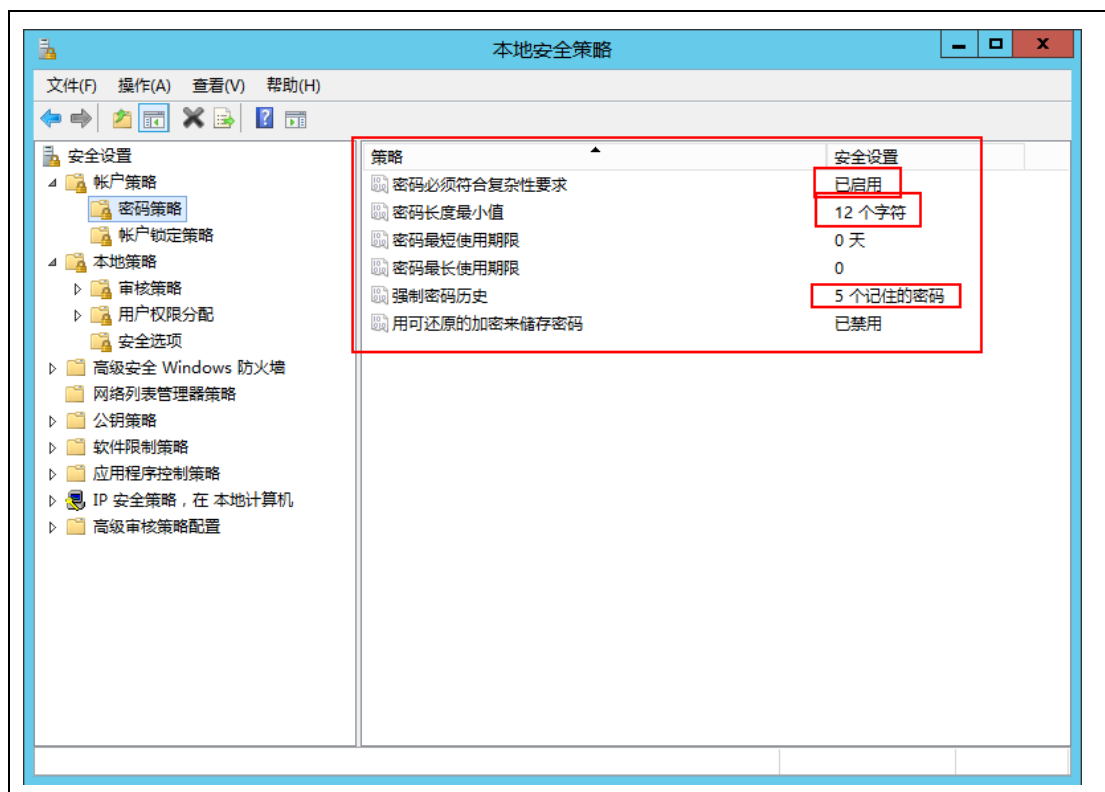 本地安全策略
文件(F) 操作(A) 查看(V) 帮助(H)
安全设置
帐户策略
密码策略
帐户锁定策略
本地策略
审核策略
用户权限分配
安全选项
高级安全 Windows 防火墙
网络列表管理器策略
公钥策略
软件限制策略
应用程序控制策略
IP 安全策略，在 本地计算机
高级审核策略配置
策略 安全设置
密码必须符合复杂性要求 已启用
密码长度最小值 12 个字符
密码最短使用期限 0 天
密码最长使用期限 0
强制密码历史 5 个记住的密码
用可还原的加密来储存密码 已禁用